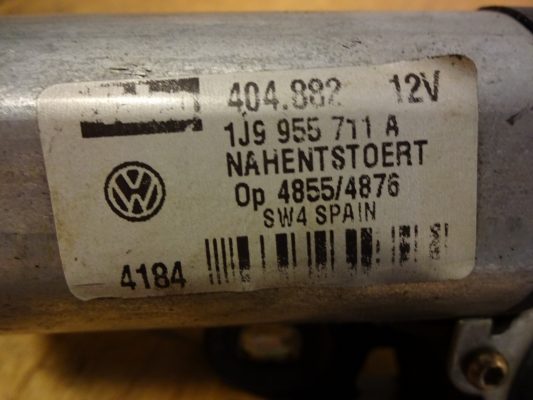 404.882 12V
1J9 955 711 A
NAHENTSTOERT
Op 4855/4876
SW4 SPAIN
4184